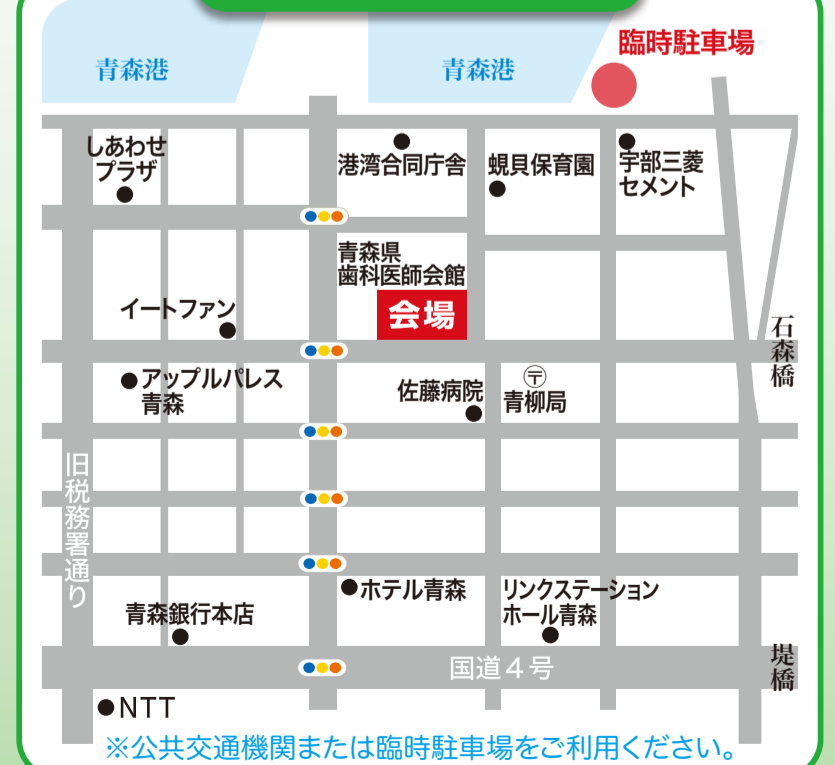 臨時駐車場
青森港
青森港
しあわせ
プラザ
港湾合同庁舎
蜆貝保育園
宇部三菱
セメント
青森県
歯科医師会館
会場
イートファン
石森橋
アップルパレス
青森
佐藤病院
〒
青柳局
旧税務署通り
ホテル青森
リンクステーション
ホール青森
青森銀行本店
国道4号
堤橋
NTT
※公共交通機関または臨時駐車場をご利用ください。